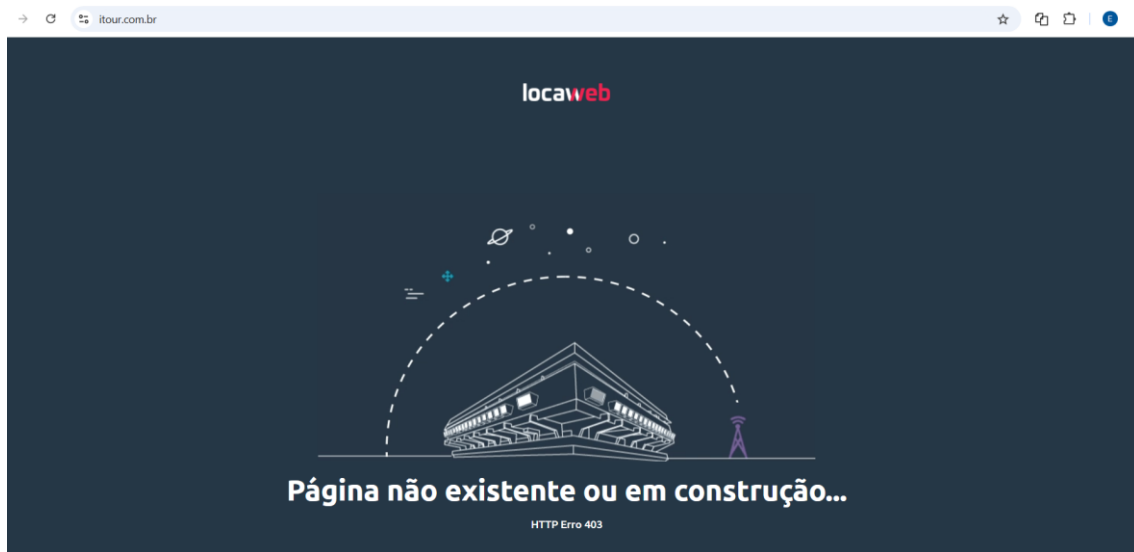 itour.com.br
E
locaweb
Página não existente ou em construção...
HTTP Erro 403